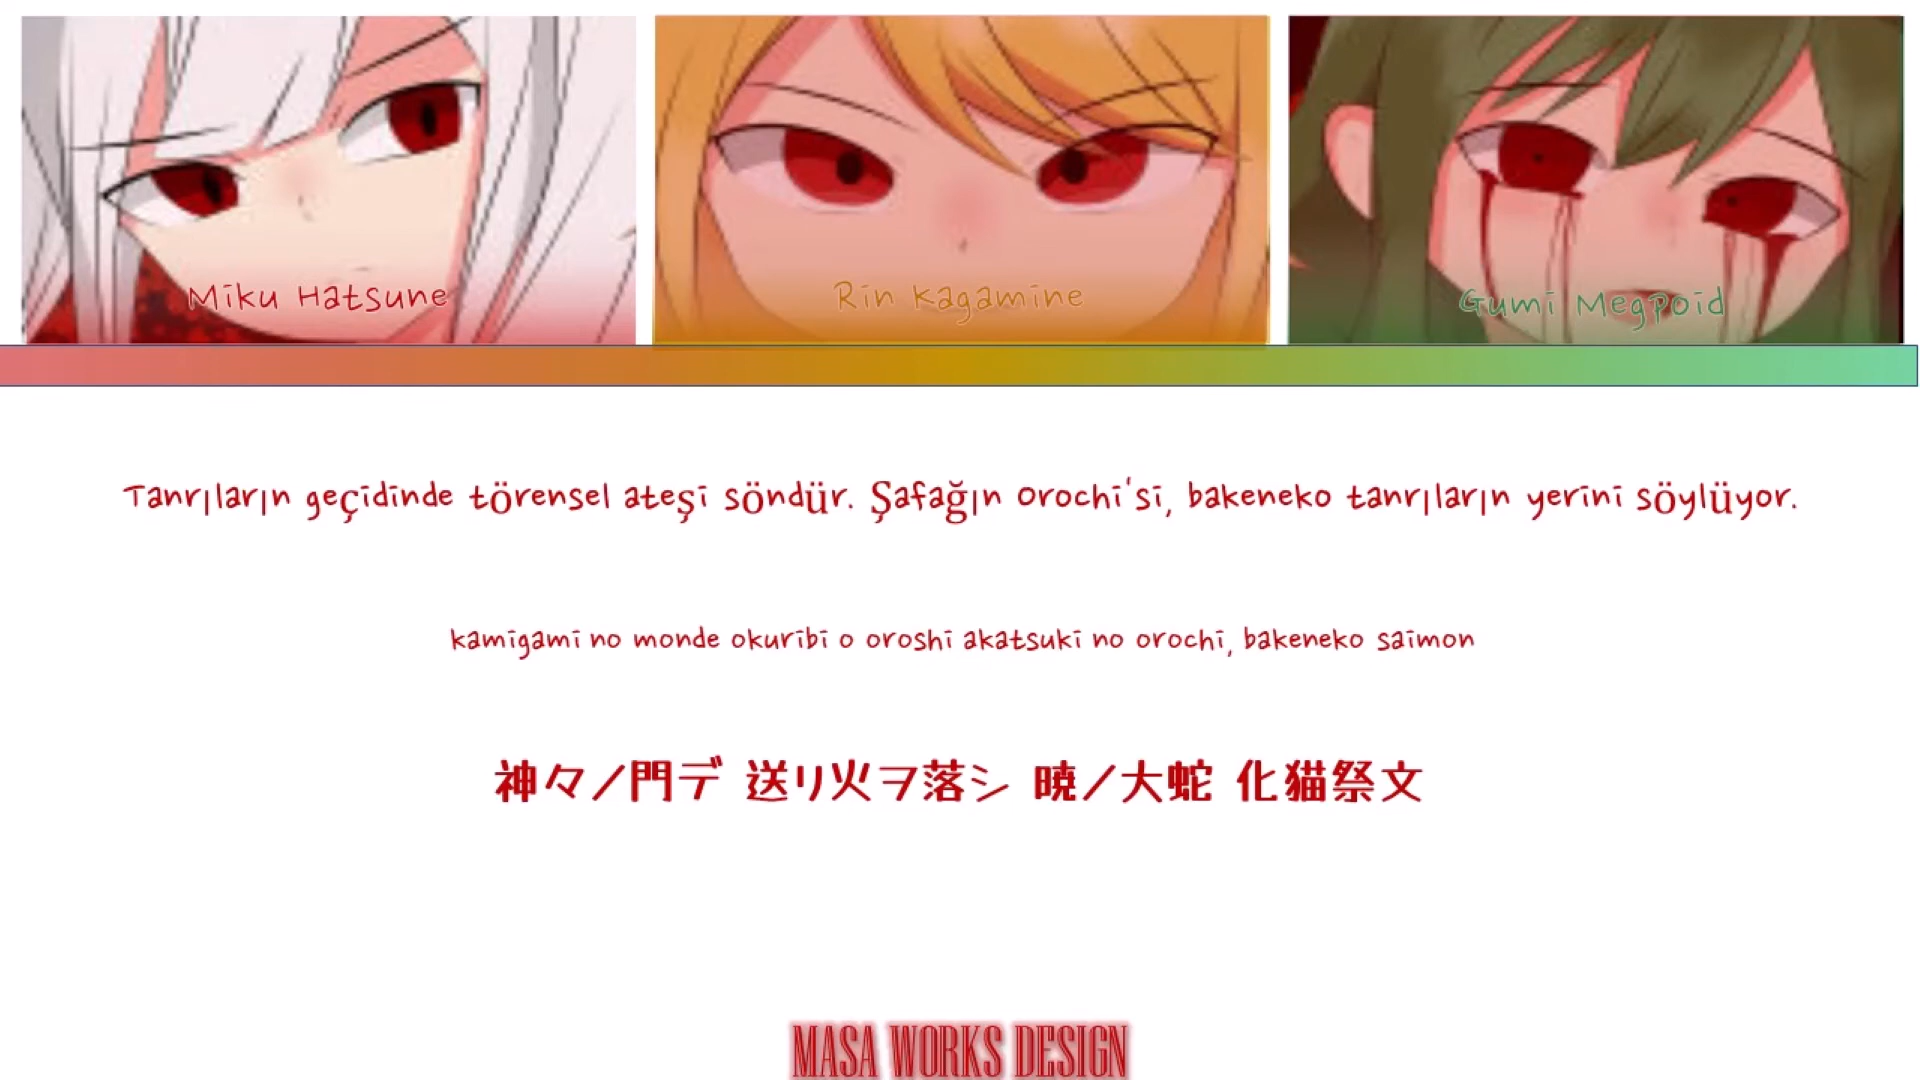 Miku Hatsune
Rin Kagamine
Gumi Megpoid
Tanrıların geçidinde törensel ateşi söndür. Şafağın Orochi'si, bakeneko tanrıların yerini söylüyor.
kamigami no monde okuribi o oroshi akatsuki no orochi, bakeneko saimon
神々ノ門デ 送リ火ヲ落シ 暁ノ大蛇 化猫祭文
MASA WORKS DESIGN